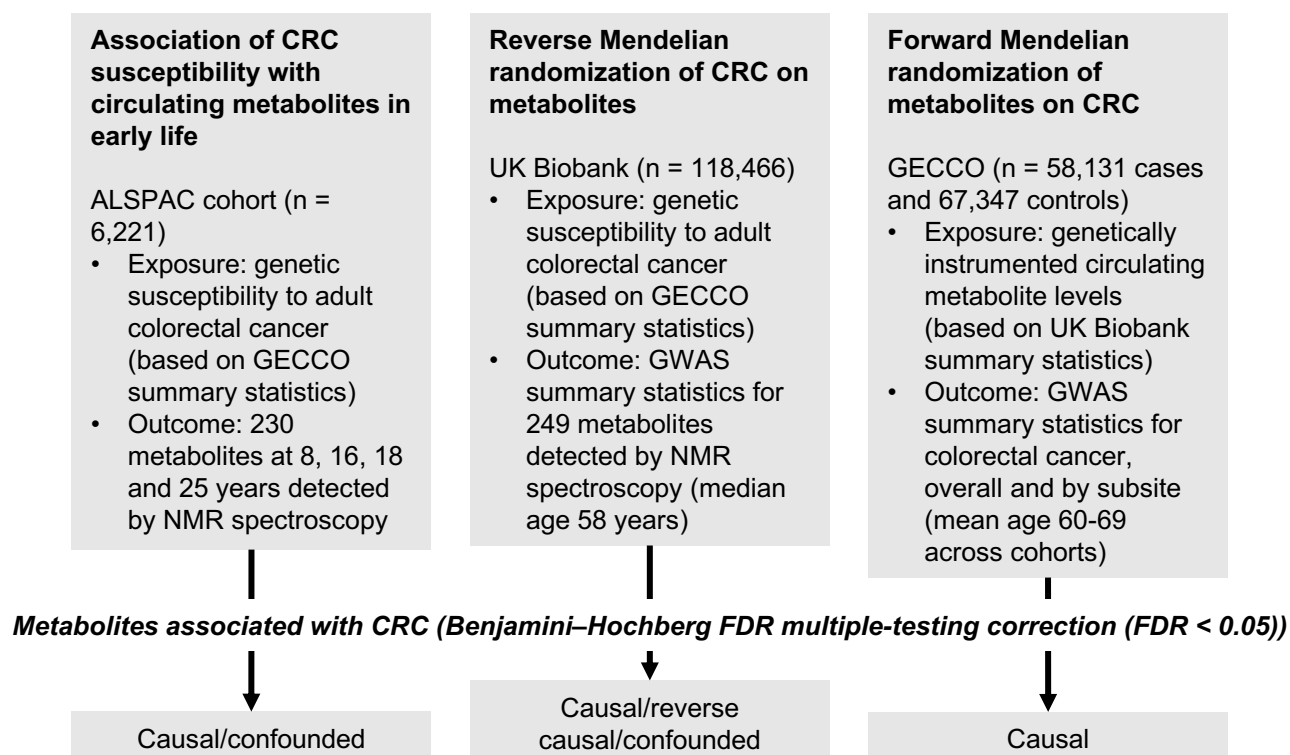 Association of CRC
susceptibility with
circulating metabolites in
early life
ALSPAC cohort (n =
6,221)
• Exposure: genetic
susceptibility to adult
colorectal cancer
(based on GECCO
summary statistics)
• Outcome: 230
metabolites at 8, 16, 18
and 25 years detected
by NMR spectroscopy
Reverse Mendelian
randomization of CRC on
metabolites
UK Biobank (n = 118,466)
• Exposure: genetic
susceptibility to adult
colorectal cancer
(based on GECCO
summary statistics)
• Outcome: GWAS
summary statistics for
249 metabolites
detected by NMR
spectroscopy (median
age 58 years)
Forward Mendelian
randomization of
metabolites on CRC
GECCO (n = 58,131 cases
and 67,347 controls)
• Exposure: genetically
instrumented circulating
metabolite levels
(based on UK Biobank
summary statistics)
• Outcome: GWAS
summary statistics for
colorectal cancer,
overall and by subsite
(mean age 60-69
across cohorts)
Metabolites associated with CRC (Benjamini–Hochberg FDR multiple-testing correction (FDR < 0.05))
Causal/confounded
Causal/reverse
causal/confounded
Causal